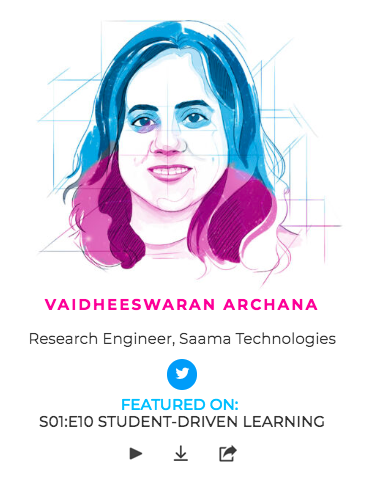 VAIDHEESWARAN ARCHANA
Research Engineer, Saama Technologies
FEATURED ON:
S01:E10 STUDENT-DRIVEN LEARNING